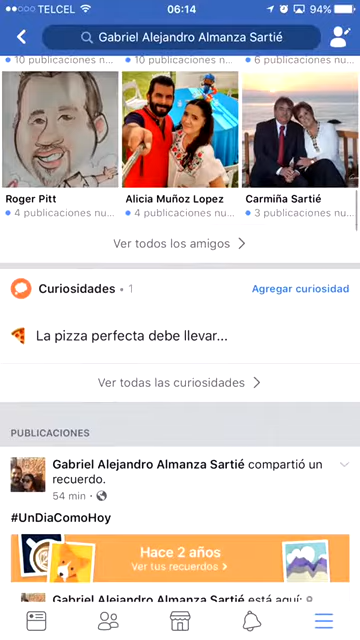 TELCEL 06:14 94%
Gabriel Alejandro Almanza Sartié
10 publicaciones nu... 10 publicaciones nu... 6 publicaciones nu...
Roger Pitt
4 publicaciones nu...
Alicia Muñoz Lopez
4 publicaciones nu...
Carmiña Sartié
3 publicaciones nu...
Ver todos los amigos
Curiosidades • 1 Agregar curiosidad
La pizza perfecta debe llevar...
Ver todas las curiosidades
PUBLICACIONES
Gabriel Alejandro Almanza Sartié compartió un
recuerdo.
54 min •
#UnDiaComoHoy
Hace 2 años
Ver tus recuerdos
Gabriel Alejandro Almanza Sartié está aquí: